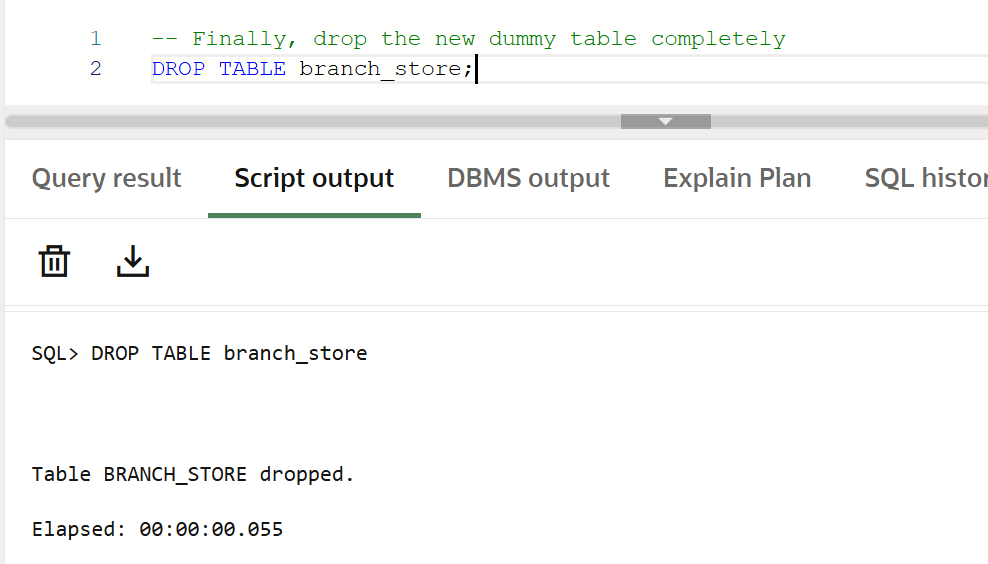 1 -- Finally, drop the new dummy table completely
2 DROP TABLE branch_store;
Query result Script output DBMS output Explain Plan SQL histor
SQL> DROP TABLE branch_store
Table BRANCH_STORE dropped.
Elapsed: 00:00:00.055